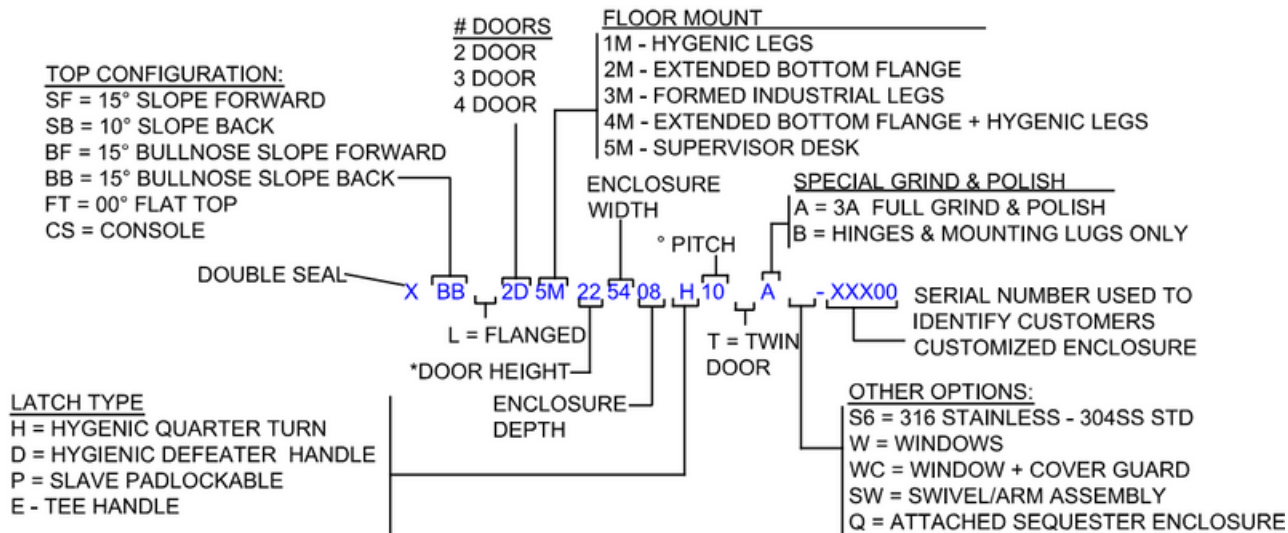 # DOORS
2 DOOR
3 DOOR
4 DOOR
FLOOR MOUNT
1M - HYGENIC LEGS
2M - EXTENDED BOTTOM FLANGE
3M - FORMED INDUSTRIAL LEGS
4M - EXTENDED BOTTOM FLANGE + HYGENIC LEGS
5M - SUPERVISOR DESK
TOP CONFIGURATION:
SF = 15° SLOPE FORWARD
SB = 10° SLOPE BACK
BF = 15° BULLNOSE SLOPE FORWARD
BB = 15° BULLNOSE SLOPE BACK
FT = 00° FLAT TOP
CS = CONSOLE
ENCLOSURE
WIDTH
° PITCH
SPECIAL GRIND & POLISH
A = 3A FULL GRIND & POLISH
B = HINGES & MOUNTING LUGS ONLY
DOUBLE SEAL
X BB 2D 5M 22 54 08 H 10 A - XXX00
SERIAL NUMBER USED TO
IDENTIFY CUSTOMERS
CUSTOMIZED ENCLOSURE
L = FLANGED
*DOOR HEIGHT
ENCLOSURE
DEPTH
T = TWIN
DOOR
LATCH TYPE
H = HYGENIC QUARTER TURN
D = HYGIENIC DEFEATER HANDLE
P = SLAVE PADLOCKABLE
E - TEE HANDLE
OTHER OPTIONS:
S6 = 316 STAINLESS - 304SS STD
W = WINDOWS
WC = WINDOW + COVER GUARD
SW = SWIVEL/ARM ASSEMBLY
Q = ATTACHED SEQUESTER ENCLOSURE